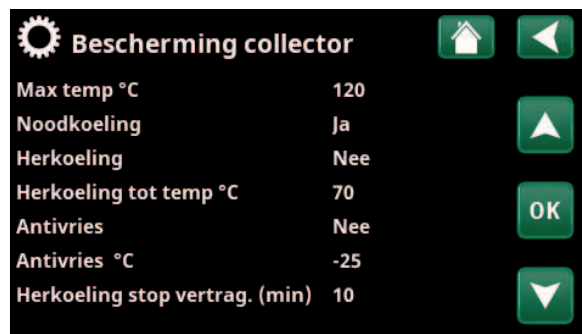 Bescherming collector
Max temp °C 120
Noodkoeling Ja
Herkoeling Nee
Herkoeling tot temp °C 70
Antivries Nee
Antivries °C -25
Herkoeling stop vertrag. (min) 10
OK